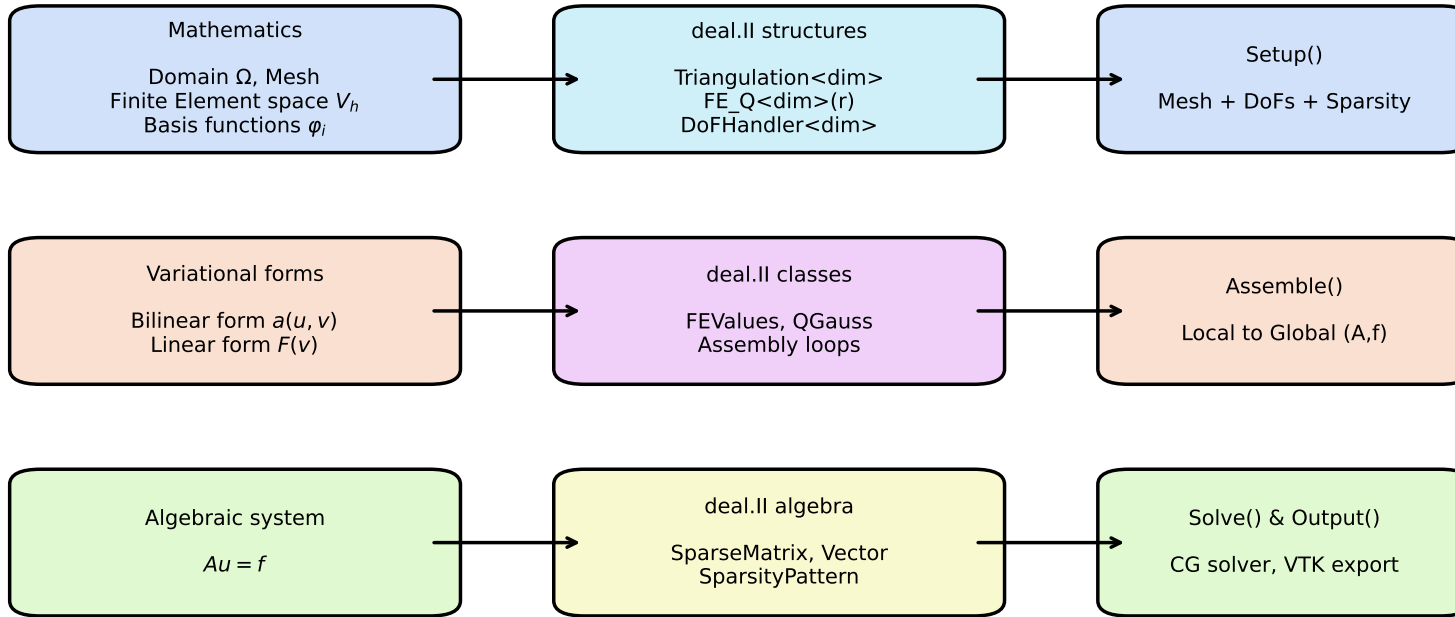 Mathematics
Domain Ω, Mesh
Finite Element space V_h
Basis functions φ_i
deal.II structures
Triangulation<dim>
FE_Q<dim>(r)
DoFHandler<dim>
Setup()
Mesh + DoFs + Sparsity
Variational forms
Bilinear form a(u, v)
Linear form F(v)
deal.II classes
FEValues, QGauss
Assembly loops
Assemble()
Local to Global (A,f)
Algebraic system
Au = f
deal.II algebra
SparseMatrix, Vector
SparsityPattern
Solve() & Output()
CG solver, VTK export